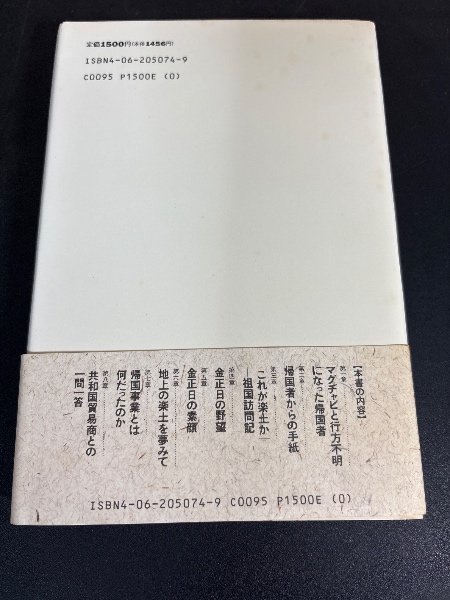 定価1500円(本体1456円)
ISBN4-06-205074-9
C0095 P1500E (0)
【本書の内容】
第一章
マグチャビと行方不明
になった帰国者
第二章
帰国者からの手紙
第三章
これが楽土か
―祖国訪問記
第四章
金正日の野望
第五章
金正日の素顔
第六章
地上の楽土を夢みて
第七章
帰国事業とは
何だったのか
第八章
共和国貿易商との
一問一答
ISBN4-06-205074-9 C0095 P1500E (0)